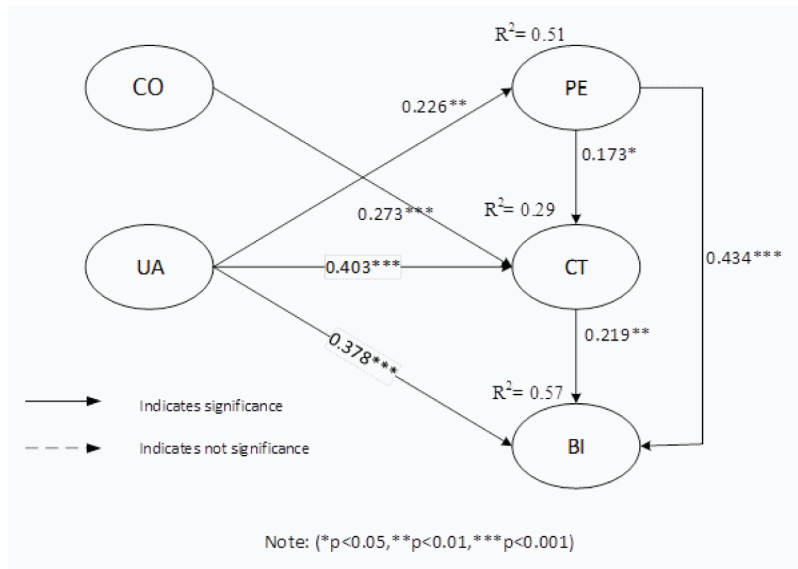 R²= 0.51
CO
PE
0.226**
0.173*
0.273***
R²= 0.29
UA
0.403***
CT
0.434***
0.219**
0.378***
R²= 0.57
Indicates significance
BI
Indicates not significance
Note: (*p<0.05,**p<0.01,***p<0.001)